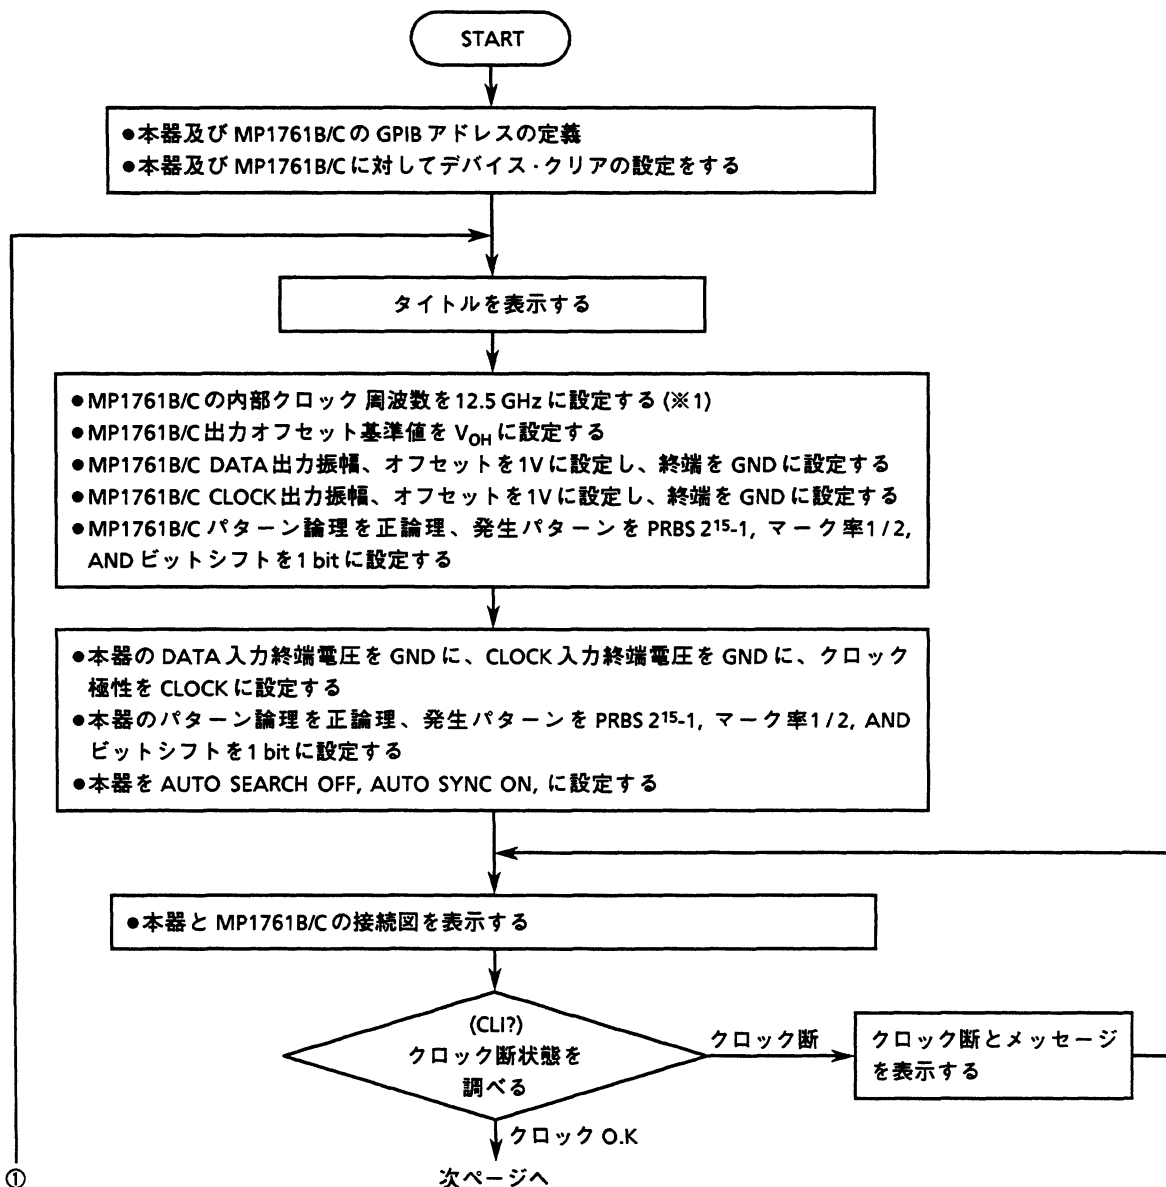 START
●本器及び MP1761B/C の GPIB アドレスの定義
●本器及び MP1761B/C に対してデバイス・クリアの設定をする
タイトルを表示する
●MP1761B/C の内部クロック 周波数を12.5 GHz に設定する (※1)
●MP1761B/C 出力オフセット基準値を VOH に設定する
●MP1761B/C DATA 出力振幅、オフセットを1V に設定し、終端を GND に設定する
●MP1761B/C CLOCK 出力振幅、オフセットを1V に設定し、終端を GND に設定する
●MP1761B/C パターン論理を正論理、発生パターンを PRBS 2¹⁵-1, マーク率1/2,
AND ビットシフトを1 bit に設定する
●本器の DATA 入力終端電圧を GND に、CLOCK 入力終端電圧を GND に、クロック
極性を CLOCK に設定する
●本器のパターン論理を正論理、発生パターンを PRBS 2¹⁵-1, マーク率1/2, AND
ビットシフトを1 bit に設定する
●本器を AUTO SEARCH OFF, AUTO SYNC ON, に設定する
●本器と MP1761B/C の接続図を表示する
(CLI?)
クロック断状態を
調べる
クロック断
クロック断とメッセージ
を表示する
クロック O.K
次ページへ
①